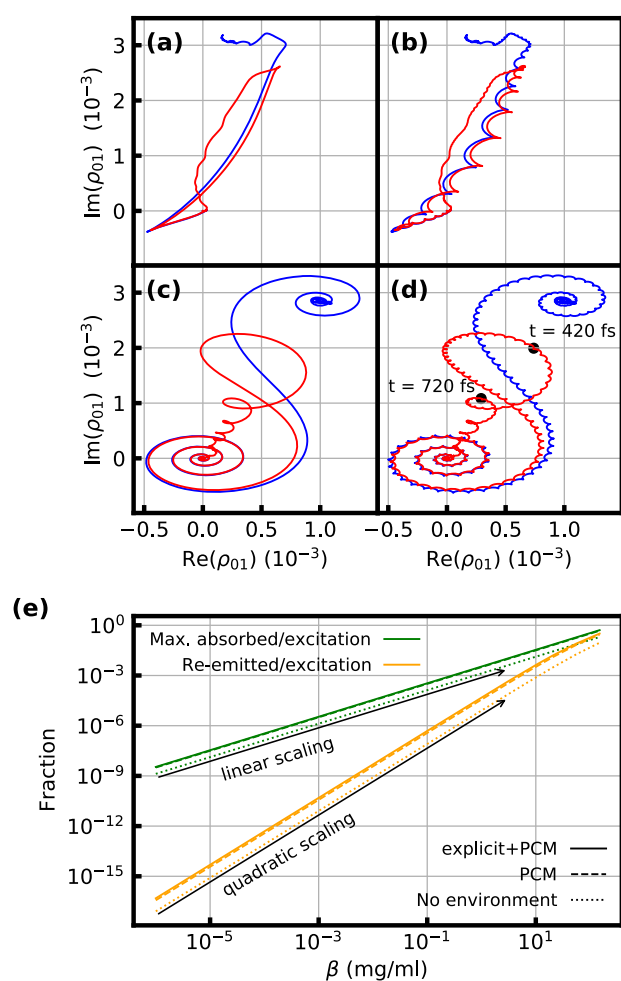 (a)
(b)
3
2
1
0
Im(ρ01) (10−3)
(c)
(d)
3
2
1
0
Im(ρ01) (10−3)
t = 420 fs
t = 720 fs
−0.5 0.0 0.5 1.0 −0.5 0.0 0.5 1.0
Re(ρ01) (10−3) Re(ρ01) (10−3)
(e)
100
10−3
10−6
10−9
10−12
10−15
Fraction
Max. absorbed/excitation
Re-emitted/excitation
linear scaling
quadratic scaling
explicit+PCM
PCM
No environment
10−5 10−3 10−1 101
β (mg/ml)